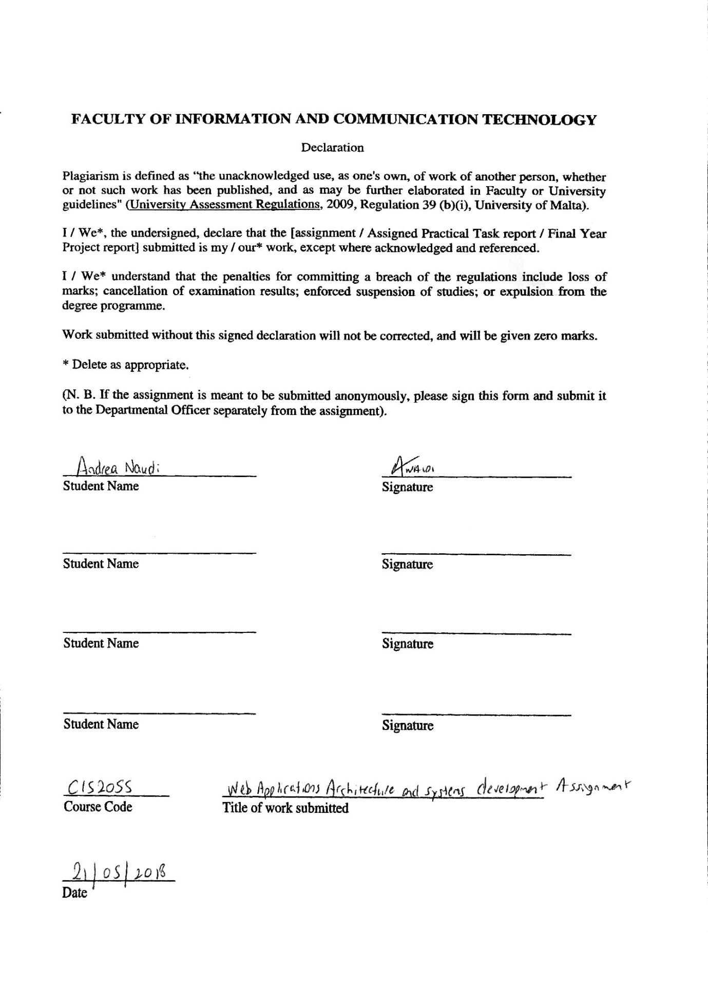 FACULTY OF INFORMATION AND COMMUNICATION TECHNOLOGY
Declaration
Plagiarism is defined as “the unacknowledged use, as one's own, of work of another person, whether
or not such work has been published, and as may be further elaborated in Faculty or University
guidelines" (University Assessment Regulations, 2009, Regulation 39 (b)(i), University of Malta).
I / We*, the undersigned, declare that the [assignment / Assigned Practical Task report / Final Year
Project report] submitted is my / our* work, except where acknowledged and referenced.
I / We* understand that the penalties for committing a breach of the regulations include loss of
marks; cancellation of examination results; enforced suspension of studies; or expulsion from the
degree programme.
Work submitted without this signed declaration will not be corrected, and will be given zero marks.
* Delete as appropriate.
(N. B. If the assignment is meant to be submitted anonymously, please sign this form and submit it
to the Departmental Officer separately from the assignment).
Andrea Naudi
Student Name Signature
Student Name Signature
Student Name Signature
Student Name Signature
CIS2055 Web Applications Architecture and systems development Assignment
Course Code Title of work submitted
21/05/2018
Date